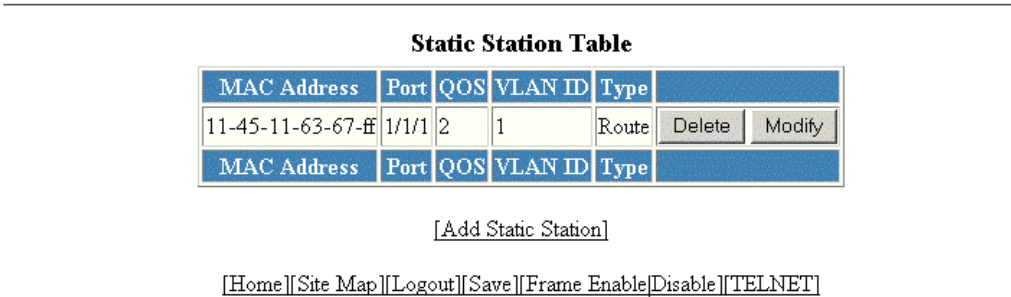 Static Station Table
MAC Address Port QOS VLAN ID Type
11-45-11-63-67-ff 1/1/1 2 1 Route Delete Modify
MAC Address Port QOS VLAN ID Type
[Add Static Station]
[Home][Site Map][Logout][Save][Frame Enable|Disable][TELNET]